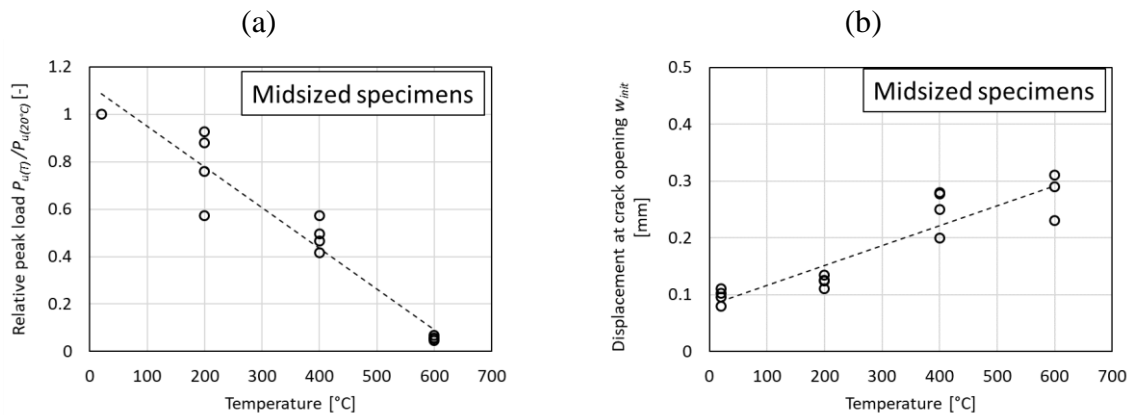 (a)
Midsized specimens
Relative peak load Pu(T)/Pu(20°C) [-]
1.2
1
0.8
0.6
0.4
0.2
0
0 100 200 300 400 500 600 700
Temperature [°C]
(b)
Midsized specimens
Displacement at crack opening winit
[mm]
0.5
0.4
0.3
0.2
0.1
0
0 100 200 300 400 500 600 700
Temperature [°C]